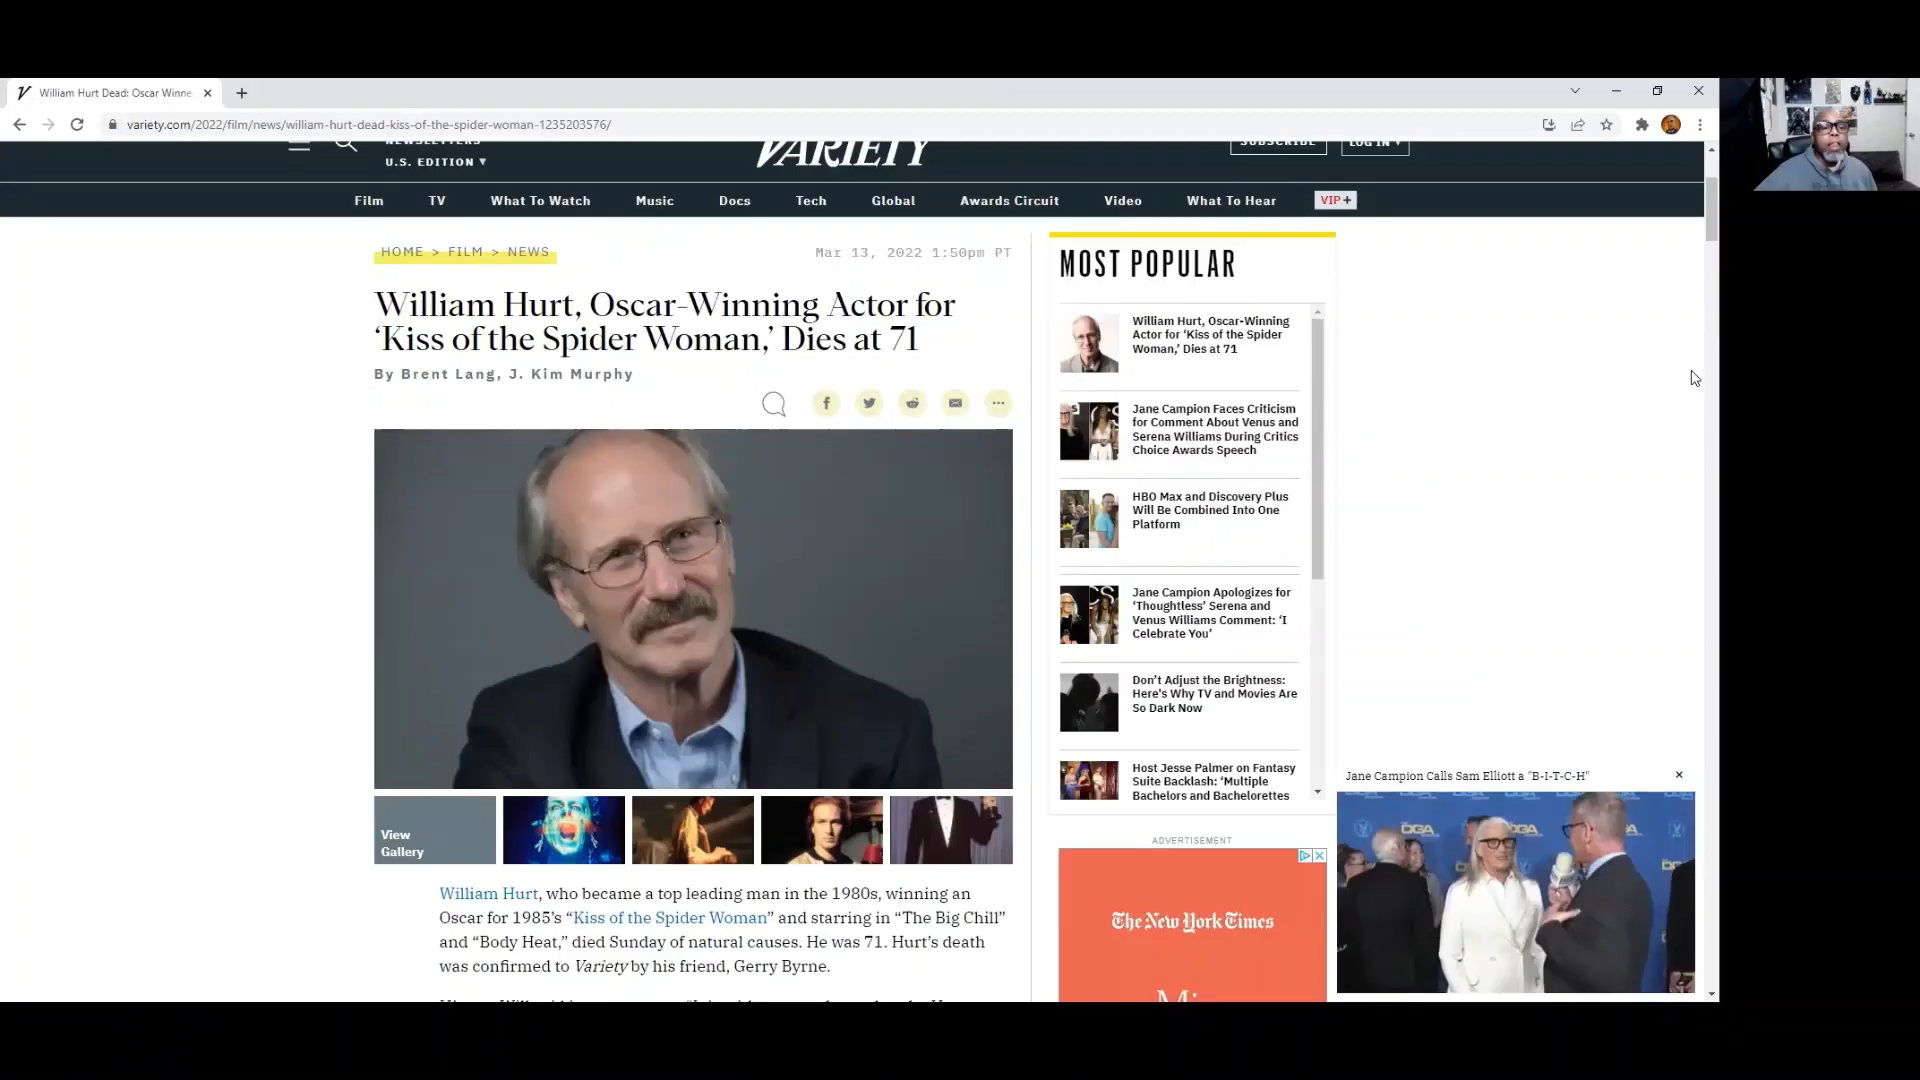 William Hurt Dead: Oscar Winne
variety.com/2022/film/news/william-hurt-dead-kiss-of-the-spider-woman-1235203576/
NEWSLETTERS
U.S. EDITION ▾
VARIETY
SUBSCRIBE
LOG IN ▾
Film
TV
What To Watch
Music
Docs
Tech
Global
Awards Circuit
Video
What To Hear
VIP+
HOME > FILM > NEWS
Mar 13, 2022 1:50pm PT
William Hurt, Oscar-Winning Actor for
‘Kiss of the Spider Woman,’ Dies at 71
By Brent Lang, J. Kim Murphy
View
Gallery
William Hurt, who became a top leading man in the 1980s, winning an
Oscar for 1985’s “Kiss of the Spider Woman” and starring in “The Big Chill”
and “Body Heat,” died Sunday of natural causes. He was 71. Hurt’s death
was confirmed to Variety by his friend, Gerry Byrne.
MOST POPULAR
William Hurt, Oscar-Winning
Actor for ‘Kiss of the Spider
Woman,’ Dies at 71
Jane Campion Faces Criticism
for Comment About Venus and
Serena Williams During Critics
Choice Awards Speech
HBO Max and Discovery Plus
Will Be Combined Into One
Platform
Jane Campion Apologizes for
‘Thoughtless’ Serena and
Venus Williams Comment: ‘I
Celebrate You’
Don’t Adjust the Brightness:
Here's Why TV and Movies Are
So Dark Now
Host Jesse Palmer on Fantasy
Suite Backlash: ‘Multiple
Bachelors and Bachelorettes
ADVERTISEMENT
The New York Times
Jane Campion Calls Sam Elliott a "B-I-T-C-H"
DGA
DGA